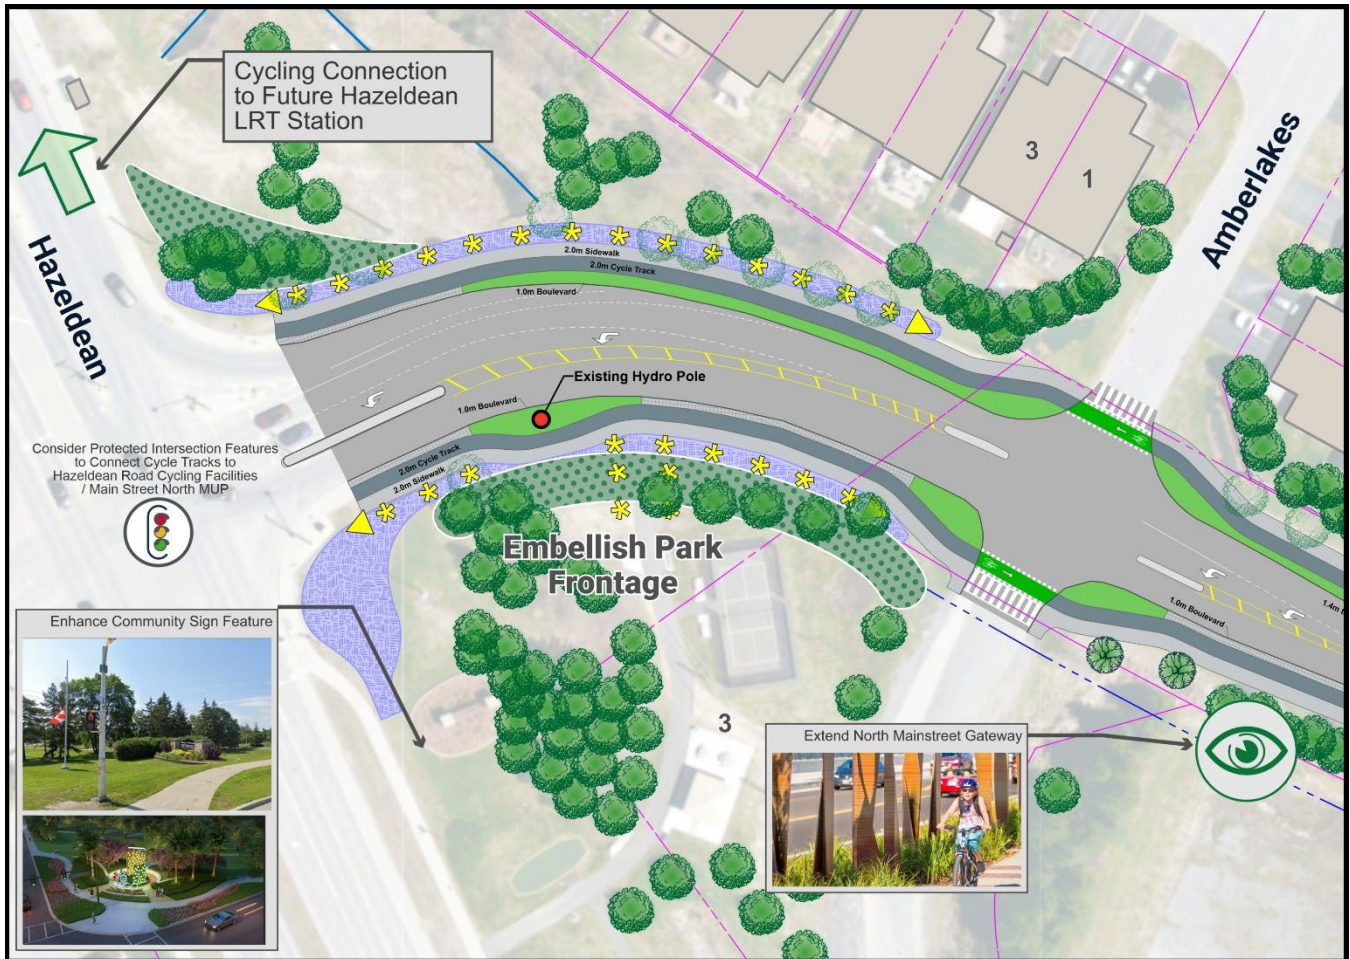 Cycling Connection
to Future Hazeldean
LRT Station
3
1
Amberlakes
Hazeldean
2.0m Sidewalk
2.0m Cycle Track
1.0m Boulevard
Existing Hydro Pole
1.0m Boulevard
Consider Protected Intersection Features
to Connect Cycle Tracks to
Hazeldean Road Cycling Facilities
/ Main Street North MUP
2.0m Cycle Track
2.0m Sidewalk
Embellish Park
Frontage
1.4m
1.0m Boulevard
Enhance Community Sign Feature
3
Extend North Mainstreet Gateway